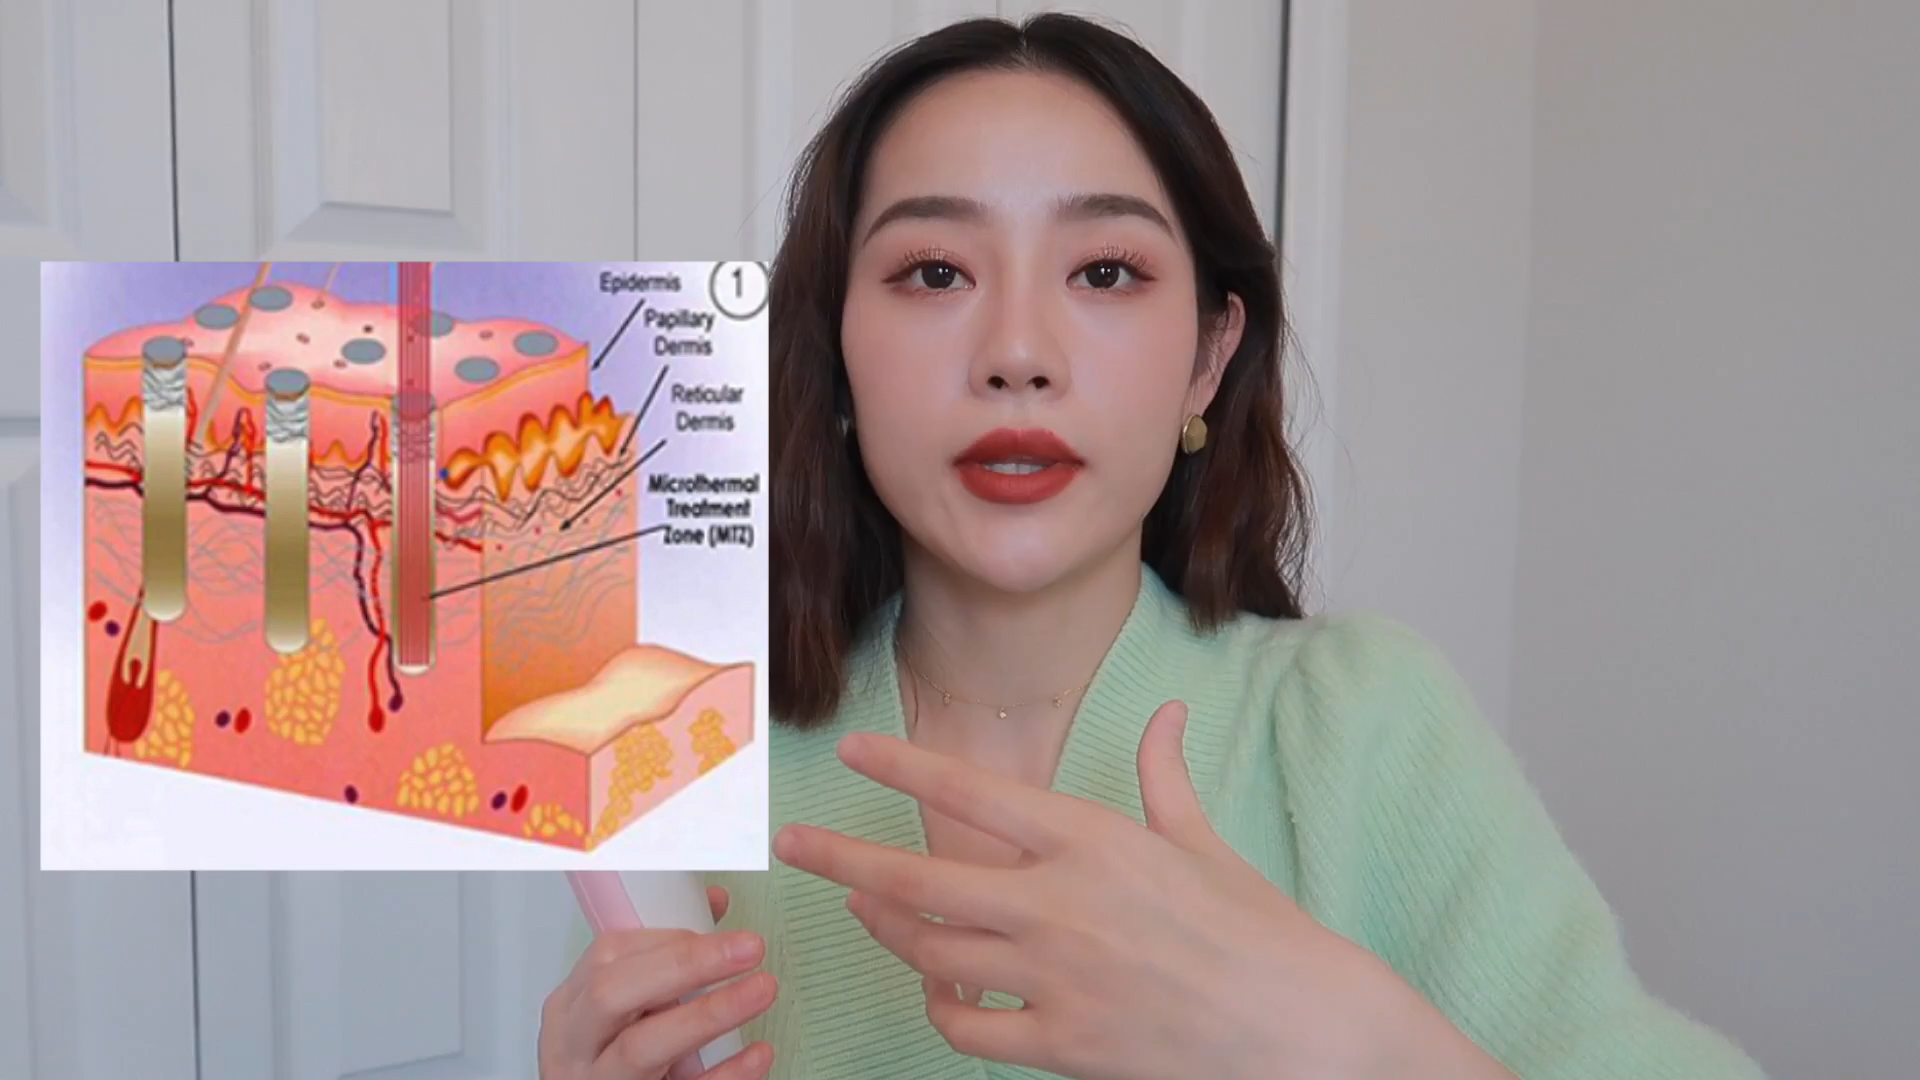 Epidermis
1
Papillary
Dermis
Reticular
Dermis
Microthermal
Treatment
Zone (MTZ)